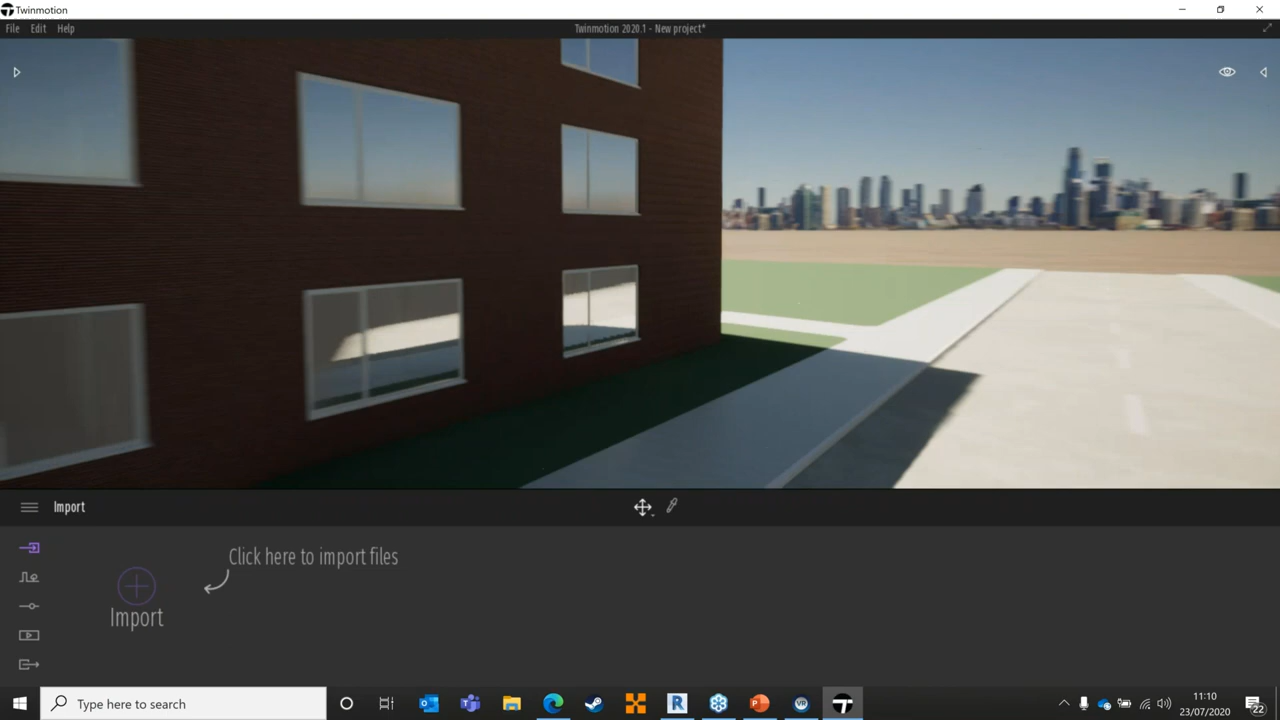 Twinmotion
File Edit Help
Twinmotion 2020.1 - New project*
Import
Click here to import files
Import
Type here to search
R
P
VR
11:10
23/07/2020
22